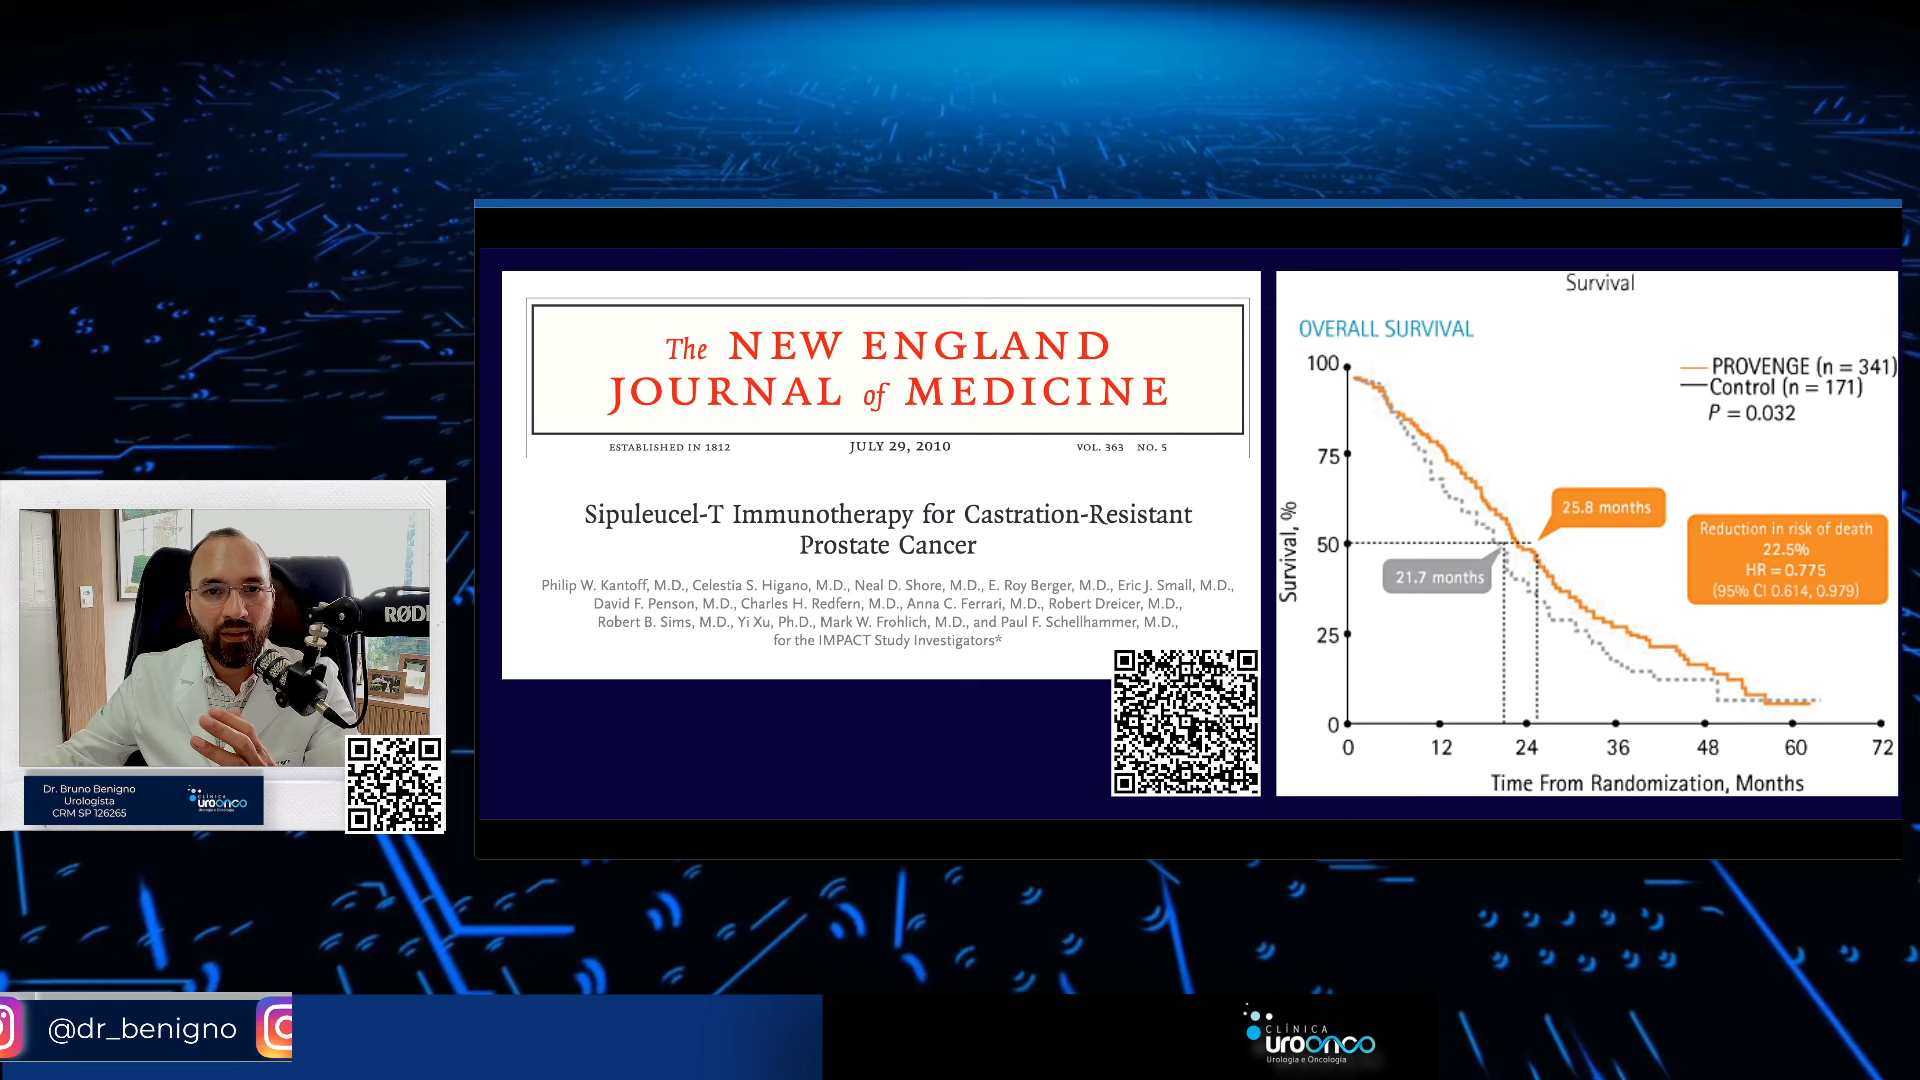 The NEW ENGLAND
JOURNAL of MEDICINE
ESTABLISHED IN 1812
JULY 29, 2010
VOL. 363 NO. 5
Sipuleucel-T Immunotherapy for Castration-Resistant
Prostate Cancer
Philip W. Kantoff, M.D., Celestia S. Higano, M.D., Neal D. Shore, M.D., E. Roy Berger, M.D., Eric J. Small, M.D.,
David F. Penson, M.D., Charles H. Redfern, M.D., Anna C. Ferrari, M.D., Robert Dreicer, M.D.,
Robert B. Sims, M.D., Yi Xu, Ph.D., Mark W. Frohlich, M.D., and Paul F. Schellhammer, M.D.,
for the IMPACT Study Investigators*
Survival
OVERALL SURVIVAL
PROVENGE (n = 341)
Control (n = 171)
P = 0.032
100
75
50
25
0
Survival, %
25.8 months
21.7 months
Reduction in risk of death
22.5%
HR = 0.775
(95% CI 0.614, 0.979)
0 12 24 36 48 60 72
Time From Randomization, Months
RØD
Dr. Bruno Benigno
Urologista
CRM SP 126265
CLÍNICA
uroonco
Urologia e Oncologia
@dr_benigno
CLÍNICA
uroonco
Urologia e Oncologia